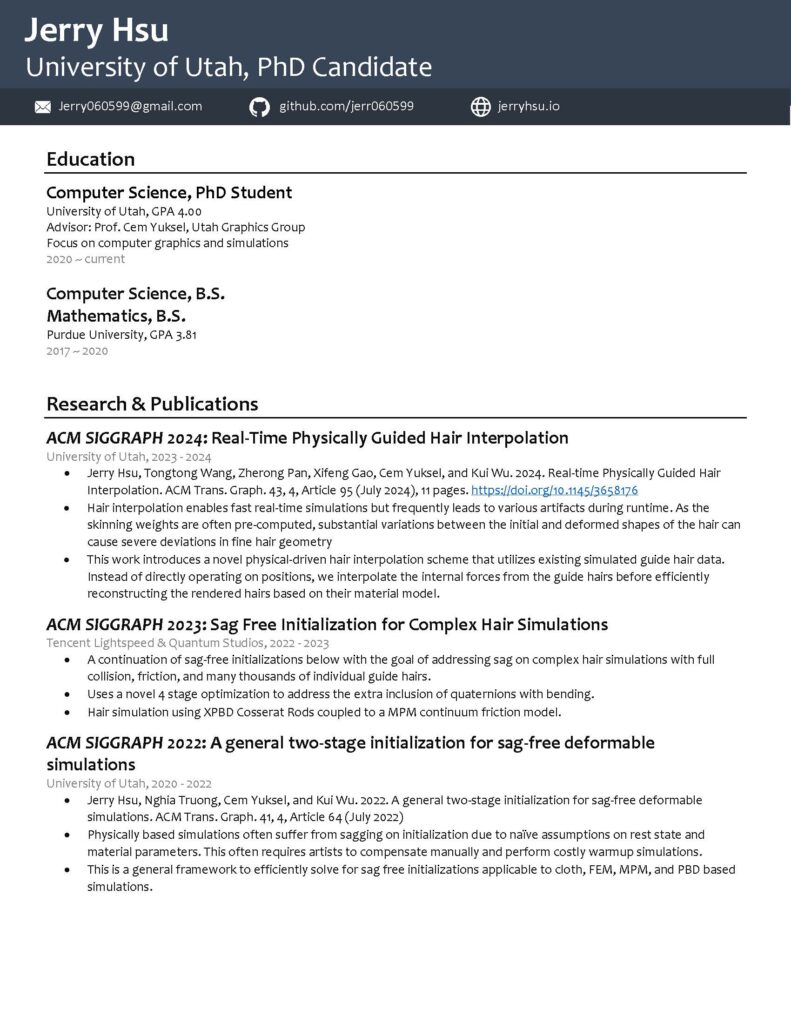 Jerry Hsu
University of Utah, PhD Candidate
Jerry060599@gmail.com github.com/jerr060599 jerryhsu.io
Education
Computer Science, PhD Student
University of Utah, GPA 4.00
Advisor: Prof. Cem Yuksel, Utah Graphics Group
Focus on computer graphics and simulations
2020 ~ current
Computer Science, B.S.
Mathematics, B.S.
Purdue University, GPA 3.81
2017 ~ 2020
Research & Publications
ACM SIGGRAPH 2024: Real-Time Physically Guided Hair Interpolation
University of Utah, 2023 - 2024
• Jerry Hsu, Tongtong Wang, Zherong Pan, Xifeng Gao, Cem Yuksel, and Kui Wu. 2024. Real-time Physically Guided Hair
Interpolation. ACM Trans. Graph. 43, 4, Article 95 (July 2024), 11 pages. https://doi.org/10.1145/3658176
• Hair interpolation enables fast real-time simulations but frequently leads to various artifacts during runtime. As the
skinning weights are often pre-computed, substantial variations between the initial and deformed shapes of the hair can
cause severe deviations in fine hair geometry
• This work introduces a novel physical-driven hair interpolation scheme that utilizes existing simulated guide hair data.
Instead of directly operating on positions, we interpolate the internal forces from the guide hairs before efficiently
reconstructing the rendered hairs based on their material model.
ACM SIGGRAPH 2023: Sag Free Initialization for Complex Hair Simulations
Tencent Lightspeed & Quantum Studios, 2022 - 2023
• A continuation of sag-free initializations below with the goal of addressing sag on complex hair simulations with full
collision, friction, and many thousands of individual guide hairs.
• Uses a novel 4 stage optimization to address the extra inclusion of quaternions with bending.
• Hair simulation using XPBD Cosserat Rods coupled to a MPM continuum friction model.
ACM SIGGRAPH 2022: A general two-stage initialization for sag-free deformable
simulations
University of Utah, 2020 - 2022
• Jerry Hsu, Nghia Truong, Cem Yuksel, and Kui Wu. 2022. A general two-stage initialization for sag-free deformable
simulations. ACM Trans. Graph. 41, 4, Article 64 (July 2022)
• Physically based simulations often suffer from sagging on initialization due to naïve assumptions on rest state and
material parameters. This often requires artists to compensate manually and perform costly warmup simulations.
• This is a general framework to efficiently solve for sag free initializations applicable to cloth, FEM, MPM, and PBD based
simulations.